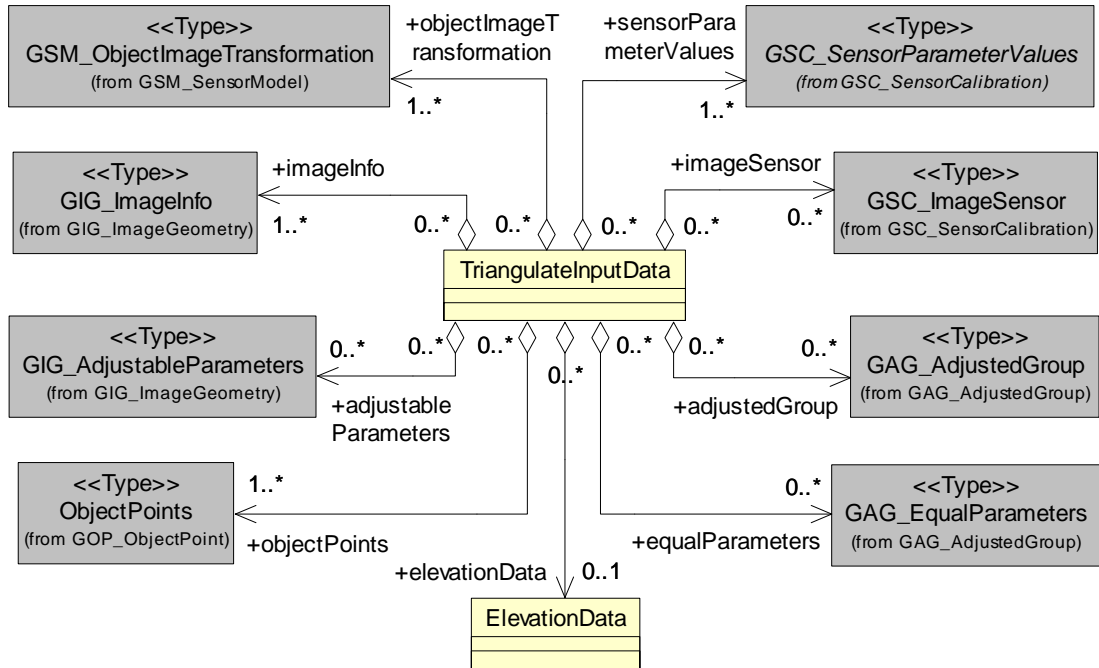 <<Type>>
GSM_ObjectImageTransformation
(from GSM_SensorModel)
+objectImageT
ransformation
1..*
0..*
+sensorPara
meterValues
1..*
0..*
<<Type>>
GSC_SensorParameterValues
(from GSC_SensorCalibration)
<<Type>>
GIG_ImageInfo
(from GIG_ImageGeometry)
+imageInfo
1..*
0..*
+imageSensor
0..*
0..*
<<Type>>
GSC_ImageSensor
(from GSC_SensorCalibration)
TriangulateInputData
<<Type>>
GIG_AdjustableParameters
(from GIG_ImageGeometry)
0..*
0..*
+adjustable
Parameters
0..*
0..*
0..*
0..*
0..*
+adjustedGroup
<<Type>>
GAG_AdjustedGroup
(from GAG_AdjustedGroup)
<<Type>>
ObjectPoints
(from GOP_ObjectPoint)
1..*
+objectPoints
0..*
+equalParameters
<<Type>>
GAG_EqualParameters
(from GAG_AdjustedGroup)
+elevationData
0..1
ElevationData